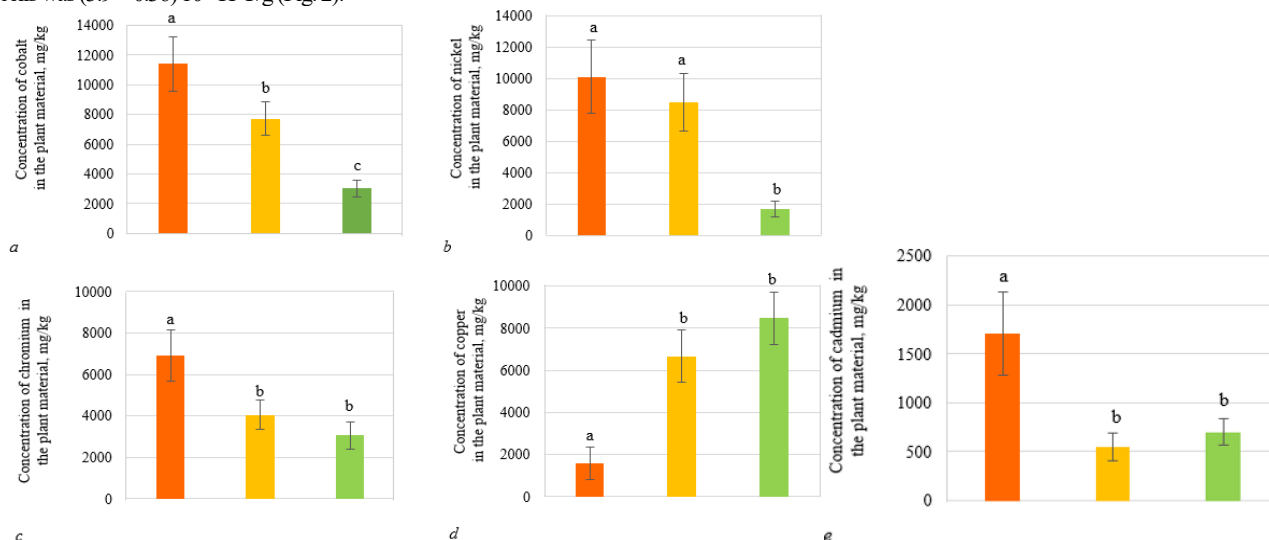 was (Fig. 2).
Concentration of cobalt
in the plant material, mg/kg
14000
12000
10000
8000
6000
4000
2000
0
a
b
c
a
Concentration of nickel
in the plant material, mg/kg
14000
12000
10000
8000
6000
4000
2000
0
a
a
b
b
Concentration of chromium in
the plant material, mg/kg
10000
8000
6000
4000
2000
0
a
b
b
c
Concentration of copper
in the plant material, mg/kg
10000
8000
6000
4000
2000
0
a
b
b
d
Concentration of cadmium in
the plant material, mg/kg
2500
2000
1500
1000
500
0
a
b
b
e